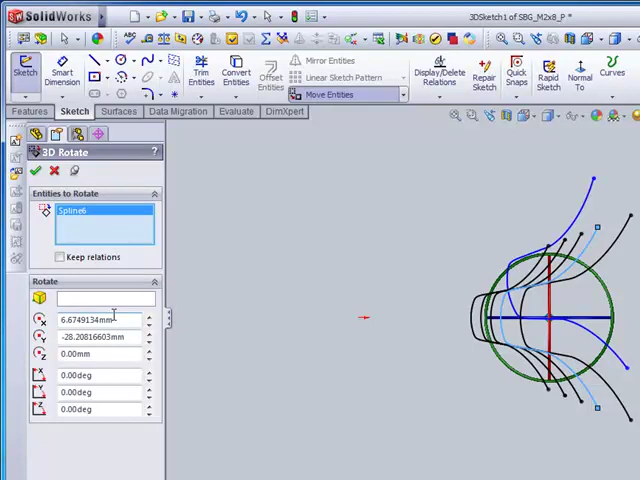 SolidWorks
3DSketch1 of SBG_M2x8_P *
Sketch
Smart Dimension
Trim Entities
Convert Entities
Offset Entities
Mirror Entities
Linear Sketch Pattern
Move Entities
Display/Delete Relations
Repair Sketch
Quick Snaps
Rapid Sketch
Normal To
Curves
Features
Sketch
Surfaces
Data Migration
Evaluate
DimXpert
3D Rotate
?
Entities to Rotate
Spline6
Keep relations
Rotate
6.6749134mm
-28.20816603mm
0.00mm
0.00deg
0.00deg
0.00deg